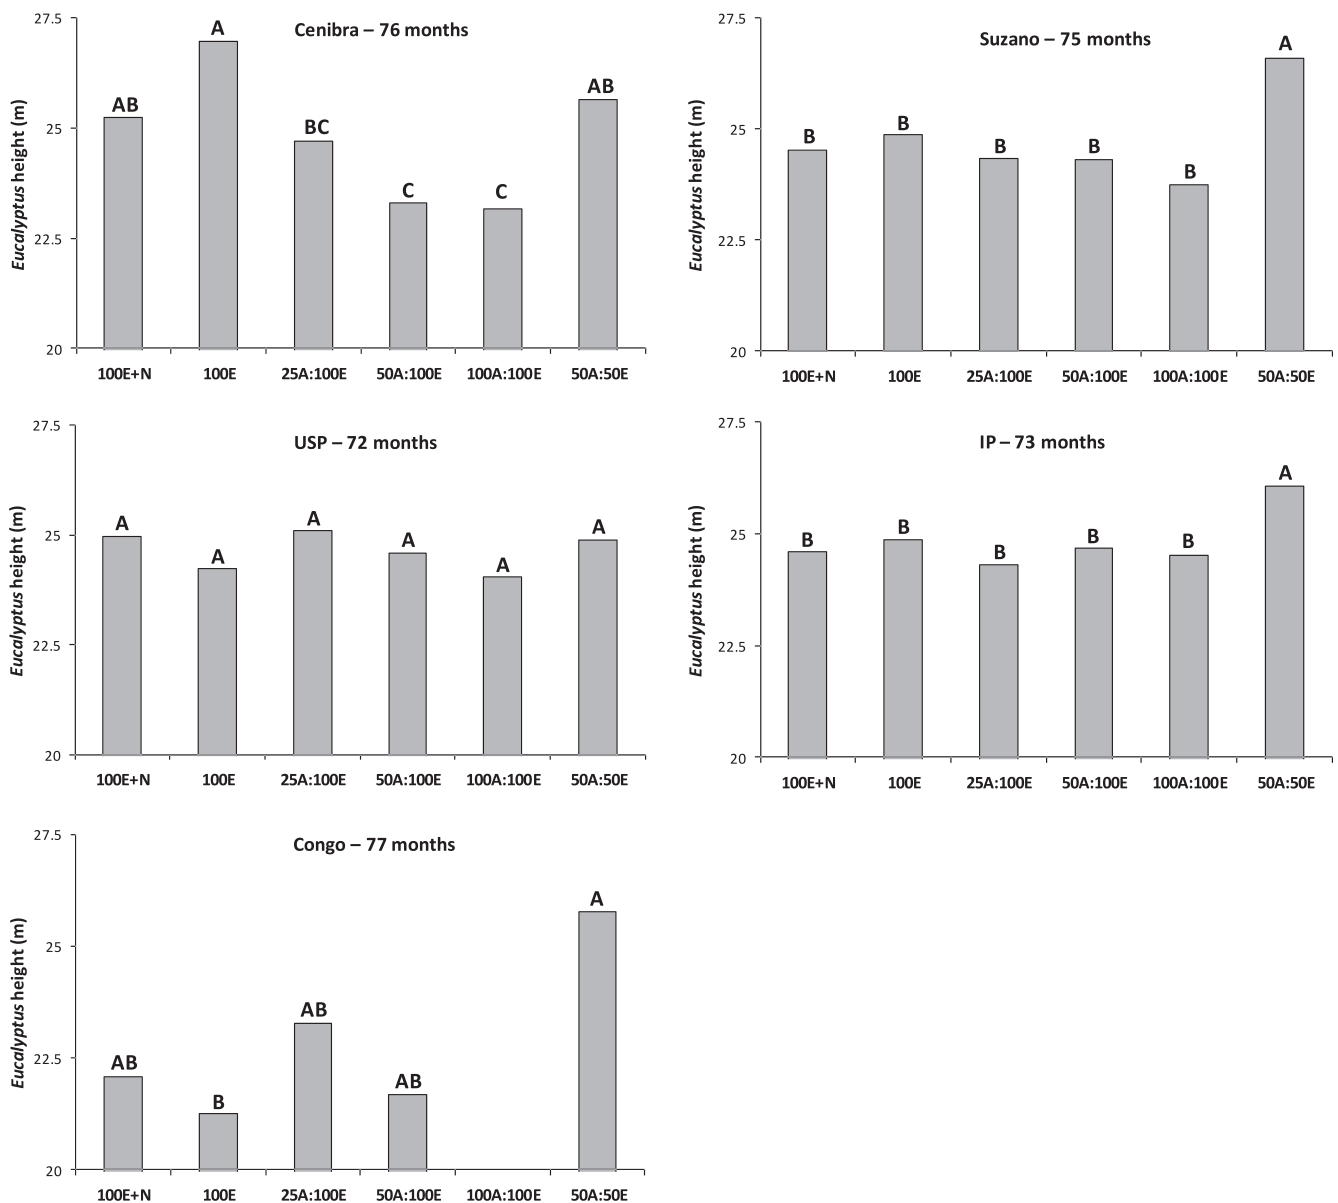 Cenibra – 76 months
Eucalyptus height (m)
27.5
25
22.5
20
AB
A
BC
C
C
AB
100E+N 100E 25A:100E 50A:100E 100A:100E 50A:50E
Suzano – 75 months
Eucalyptus height (m)
27.5
25
22.5
20
B
B
B
B
B
A
100E+N 100E 25A:100E 50A:100E 100A:100E 50A:50E
USP – 72 months
Eucalyptus height (m)
27.5
25
22.5
20
A
A
A
A
A
A
100E+N 100E 25A:100E 50A:100E 100A:100E 50A:50E
IP – 73 months
Eucalyptus height (m)
27.5
25
22.5
20
B
B
B
B
B
A
100E+N 100E 25A:100E 50A:100E 100A:100E 50A:50E
Congo – 77 months
Eucalyptus height (m)
27.5
25
22.5
20
AB
B
AB
AB
A
100E+N 100E 25A:100E 50A:100E 100A:100E 50A:50E